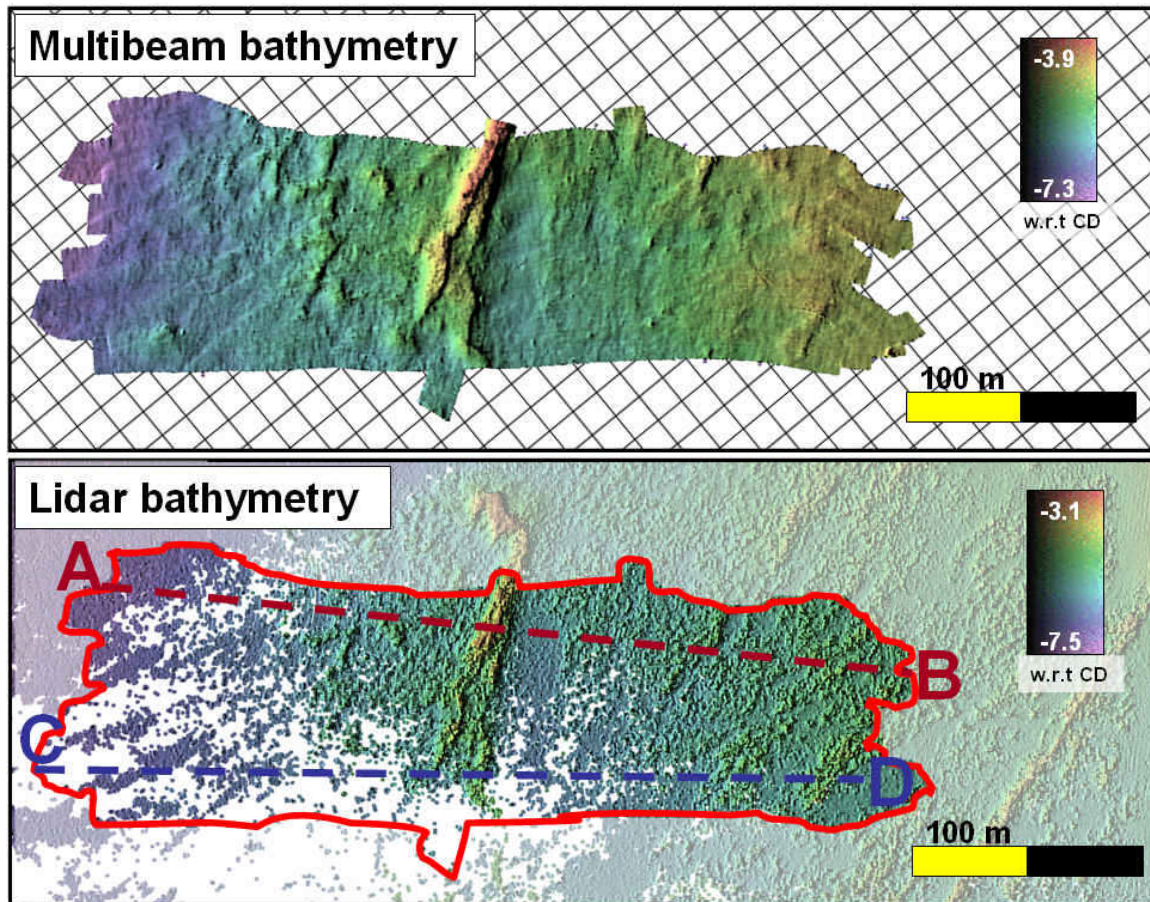 Multibeam bathymetry
-3.9
-7.3
w.r.t CD
100 m
Lidar bathymetry
-3.1
-7.5
w.r.t CD
A
B
C
D
100 m